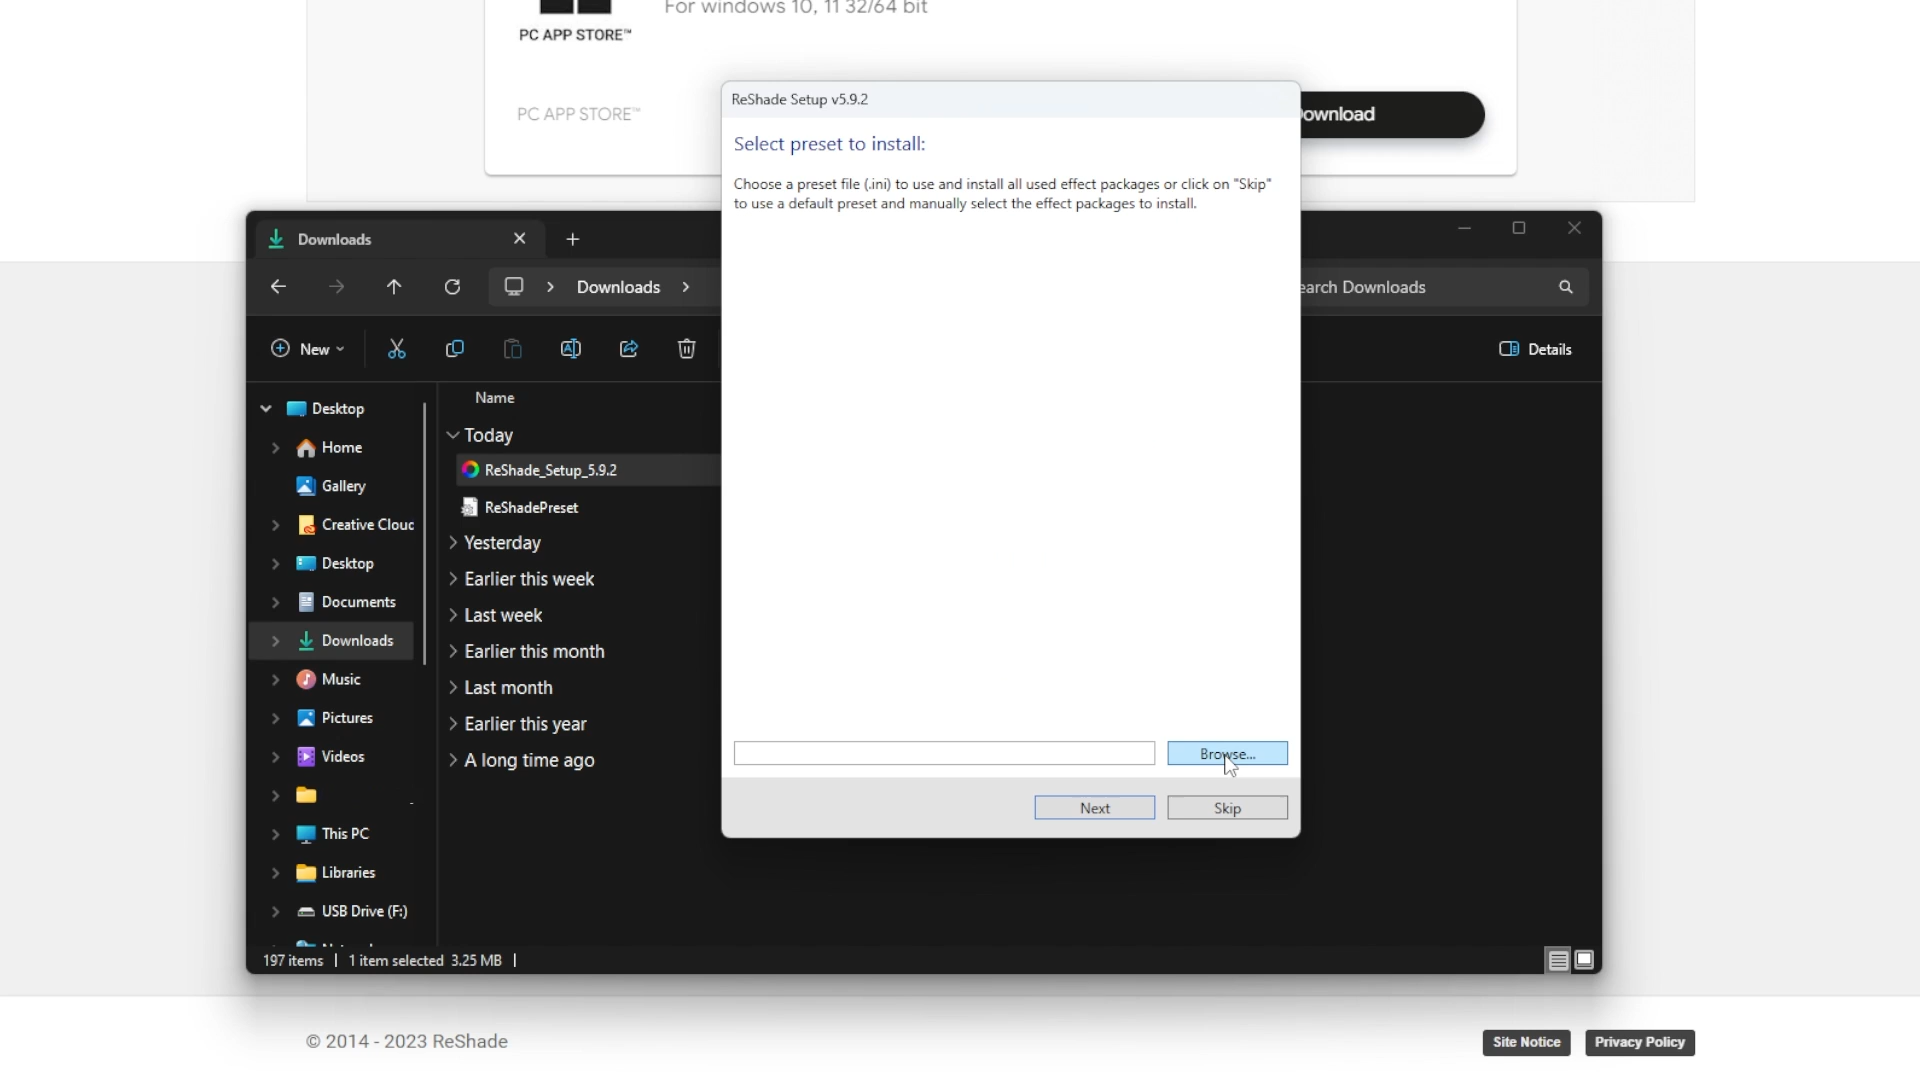 For windows 10, 11 32/64 bit
PC APP STORE™
PC APP STORE™
ReShade Setup v5.9.2
Select preset to install:
Choose a preset file (.ini) to use and install all used effect packages or click on "Skip"
to use a default preset and manually select the effect packages to install.
Downloads
Downloads
Downloads
New
Details
Name
Desktop
Today
Home
ReShade_Setup_5.9.2
Gallery
ReShadePreset
Creative Cloud
Yesterday
Desktop
Earlier this week
Documents
Last week
Downloads
Earlier this month
Music
Last month
Pictures
Earlier this year
Videos
A long time ago
Browse...
Next
Skip
This PC
Libraries
USB Drive (F:)
197 items
1 item selected 3.25 MB
© 2014 - 2023 ReShade
Site Notice
Privacy Policy